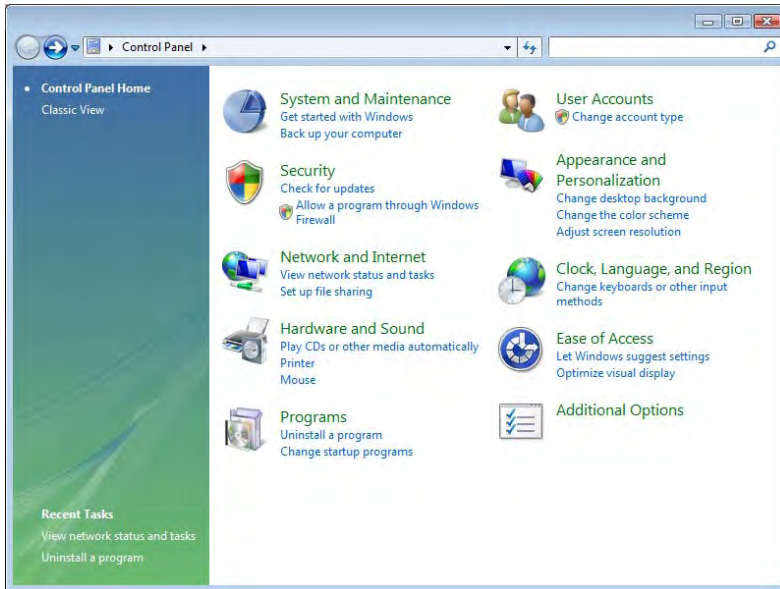 Control Panel
Control Panel Home
Classic View
System and Maintenance
Get started with Windows
Back up your computer
Security
Check for updates
Allow a program through Windows
Firewall
Network and Internet
View network status and tasks
Set up file sharing
Hardware and Sound
Play CDs or other media automatically
Printer
Mouse
Programs
Uninstall a program
Change startup programs
User Accounts
Change account type
Appearance and
Personalization
Change desktop background
Change the color scheme
Adjust screen resolution
Clock, Language, and Region
Change keyboards or other input
methods
Ease of Access
Let Windows suggest settings
Optimize visual display
Additional Options
Recent Tasks
View network status and tasks
Uninstall a program